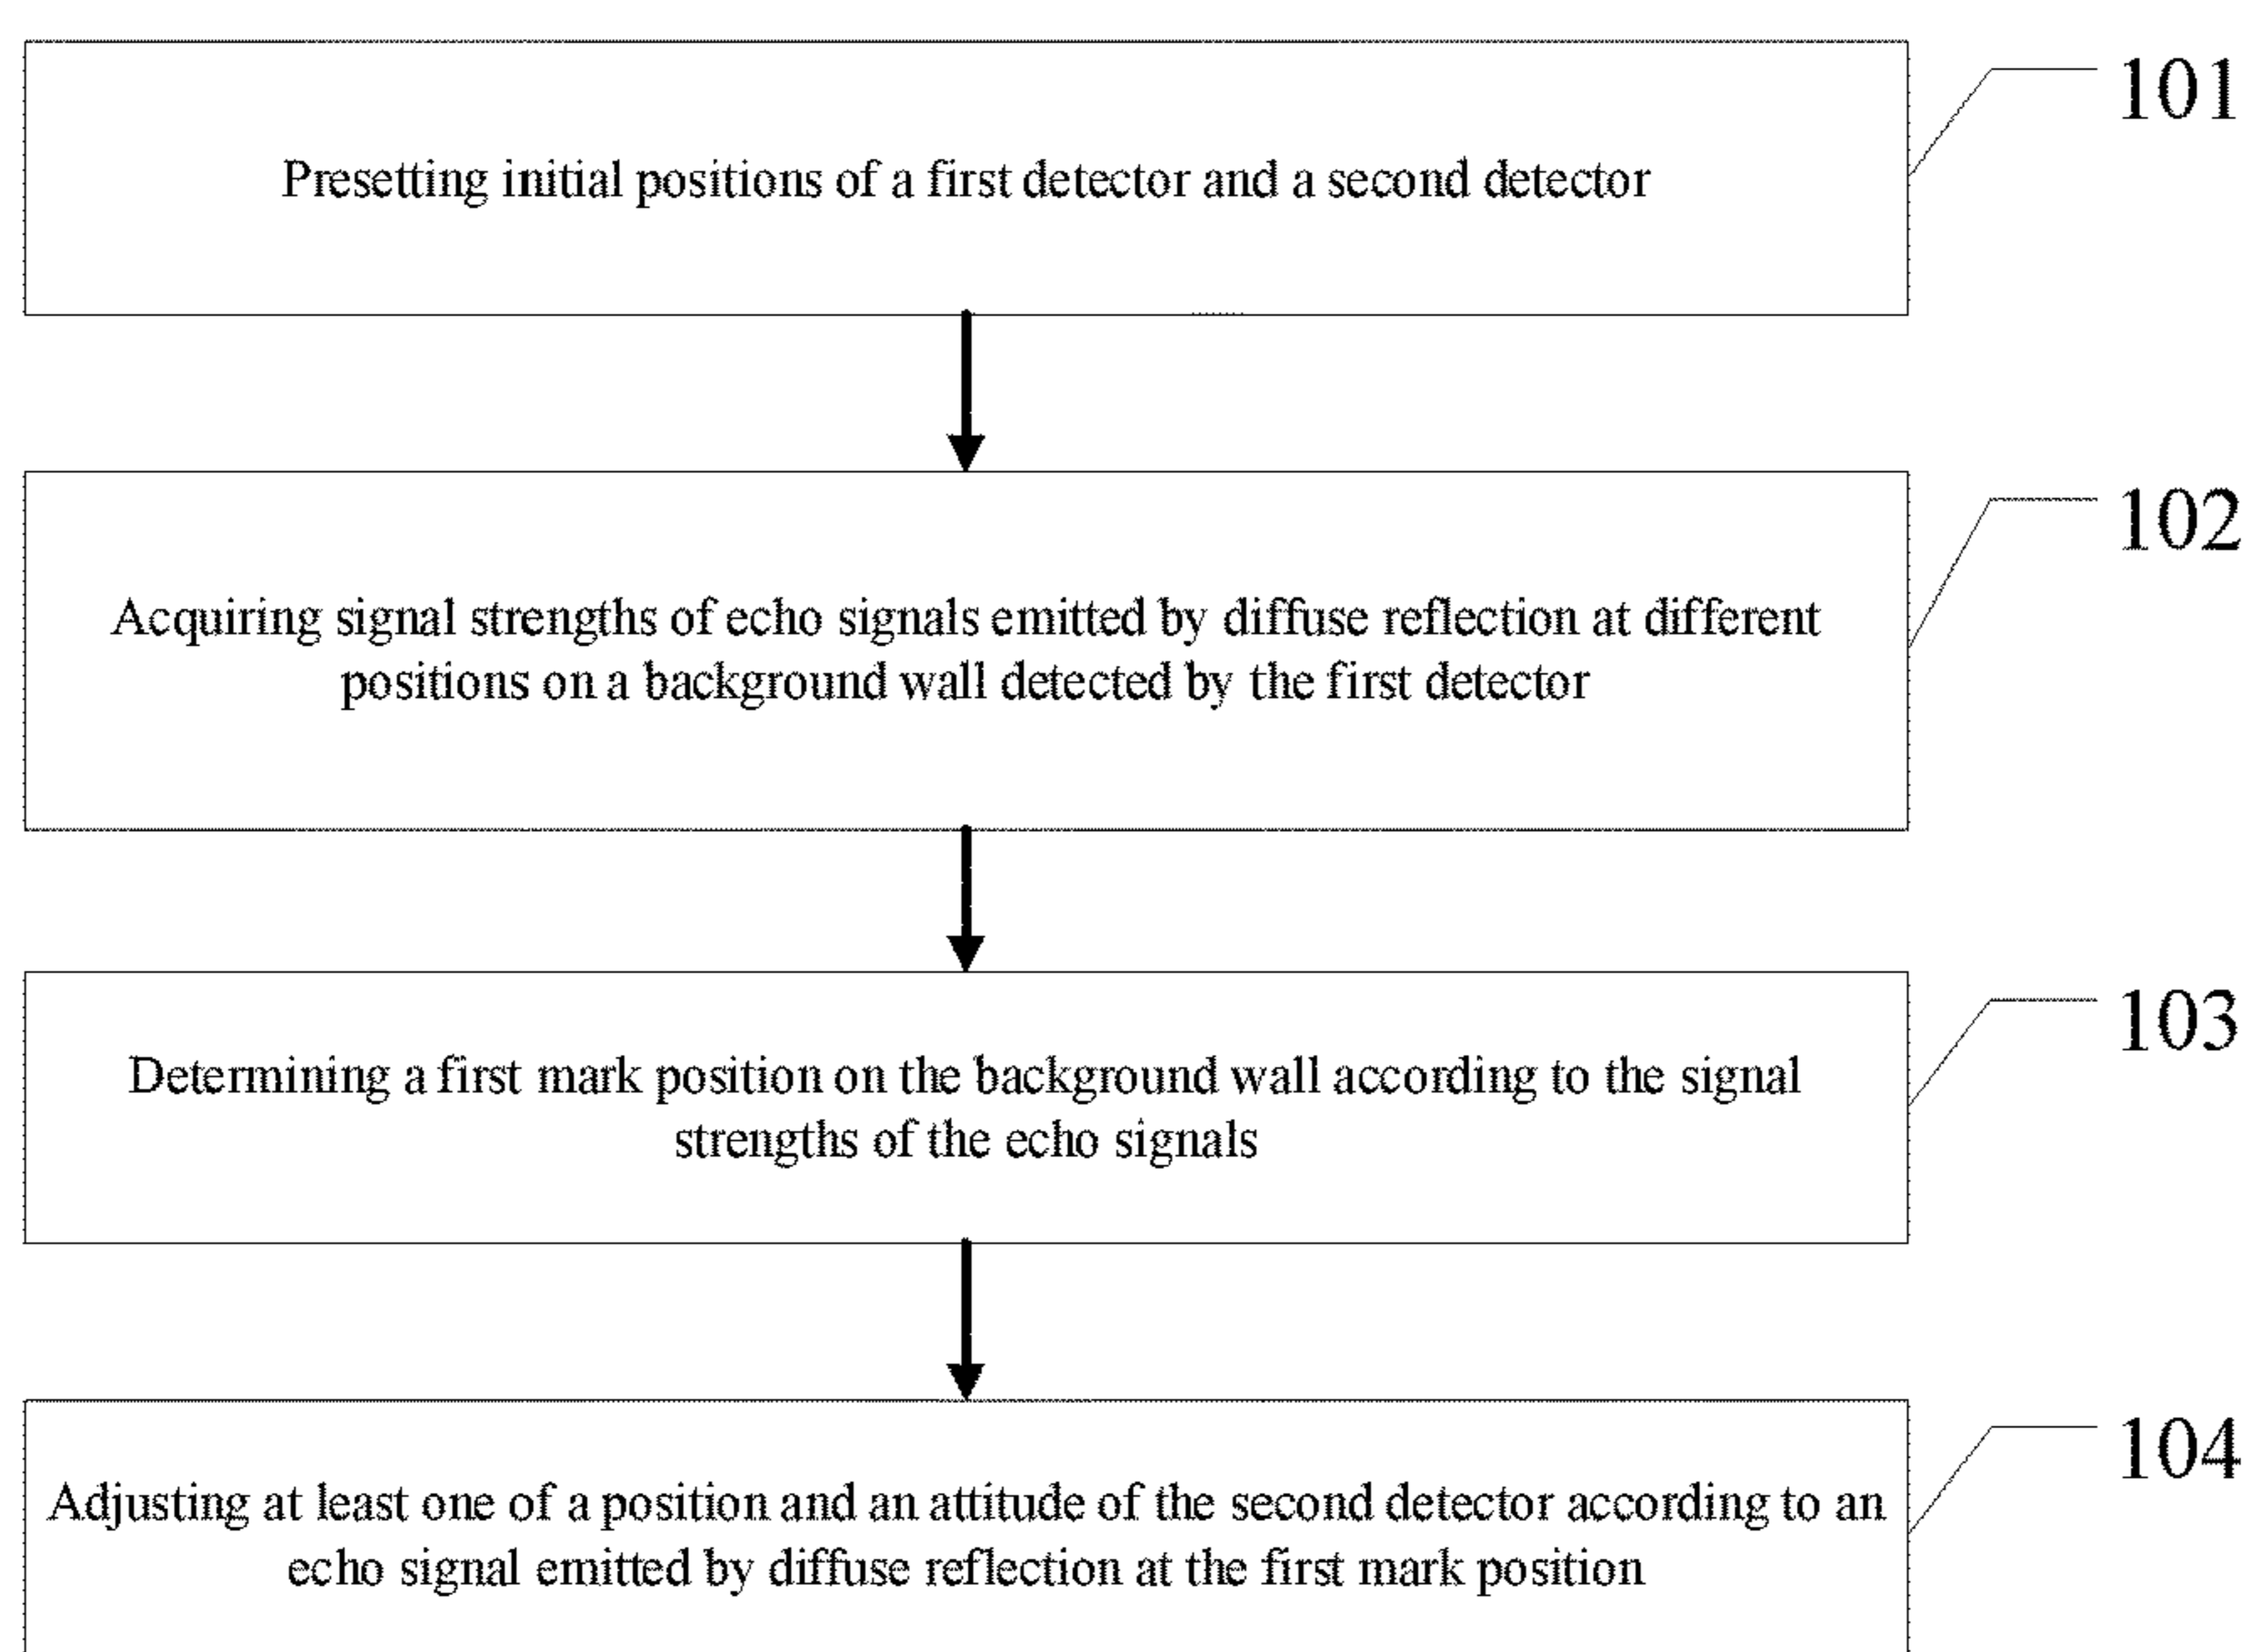 101
Presetting initial positions of a first detector and a second detector
102
Acquiring signal strengths of echo signals emitted by diffuse reflection at different
positions on a background wall detected by the first detector
103
Determining a first mark position on the background wall according to the signal
strengths of the echo signals
104
Adjusting at least one of a position and an attitude of the second detector according to an
echo signal emitted by diffuse reflection at the first mark position